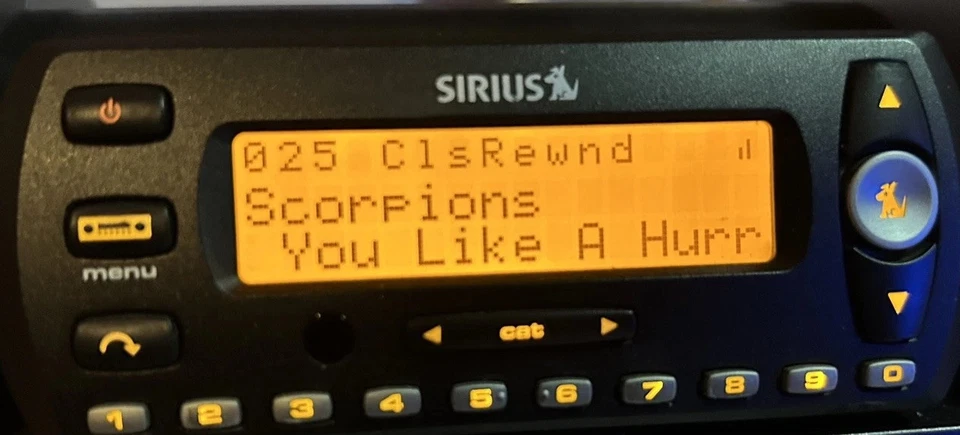 SIRIUS
025 ClsRewnd
Scorpions
You Like A Hurr
menu
cat
1 2 3 4 5 6 7 8 9 0